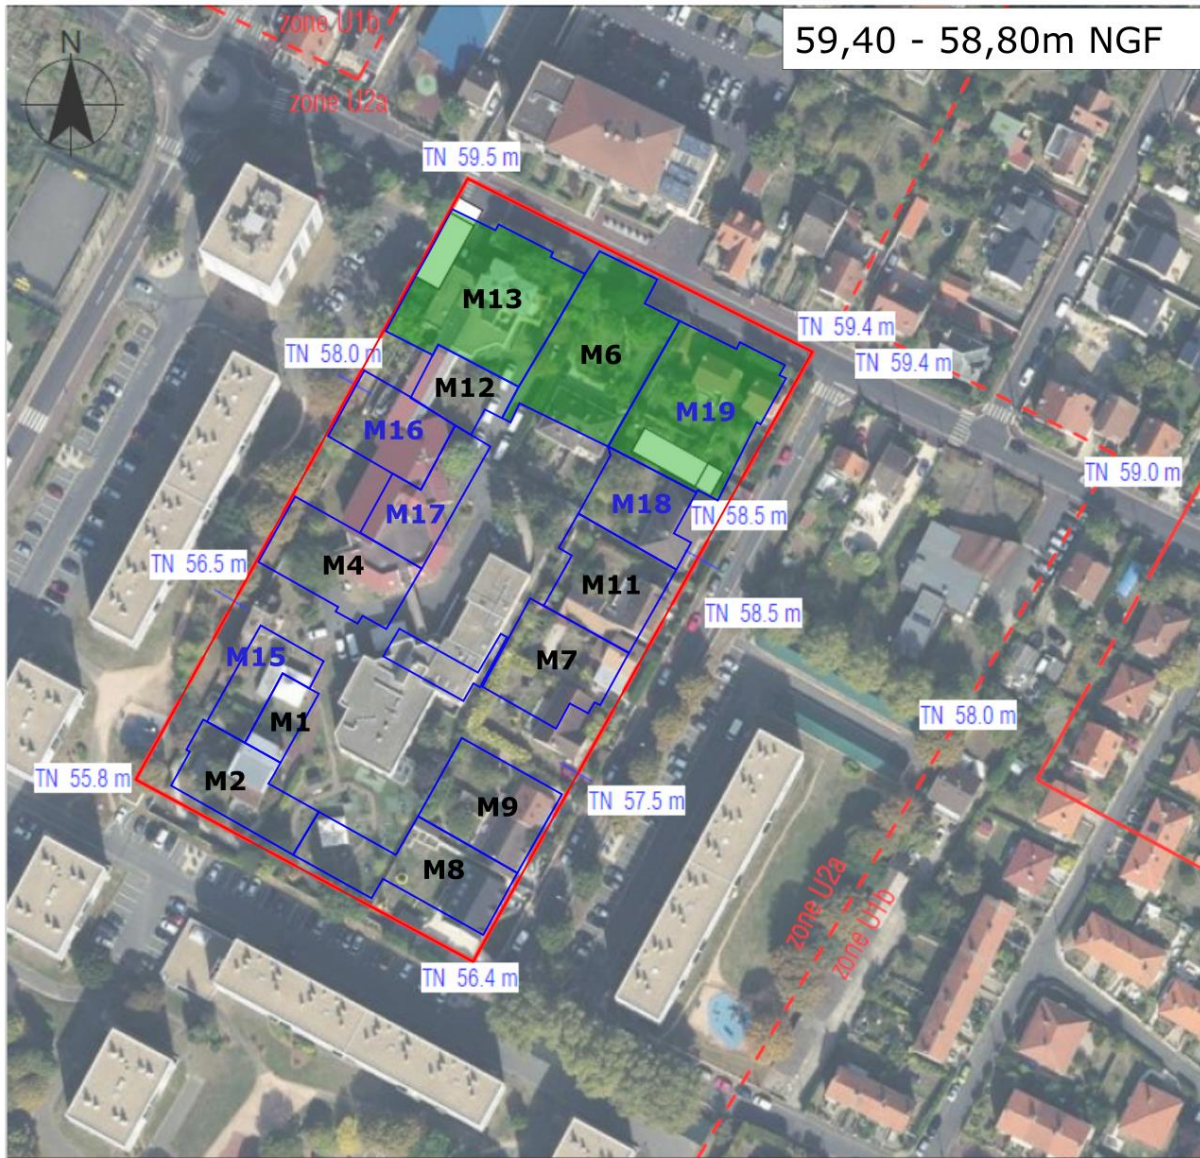 59,40 - 58,80m NGF
zone U1b
N
zone U2a
TN 59.5 m
M13
TN 59.4 m
TN 58.0 m
M6
TN 59.4 m
M12
M19
M16
TN 59.0 m
M18
M17
TN 58.5 m
TN 56.5 m
M4
M11
TN 58.5 m
M15
M7
M1
TN 58.0 m
TN 55.8 m
M2
M9
TN 57.5 m
M8
zone U2a
zone U1b
TN 56.4 m